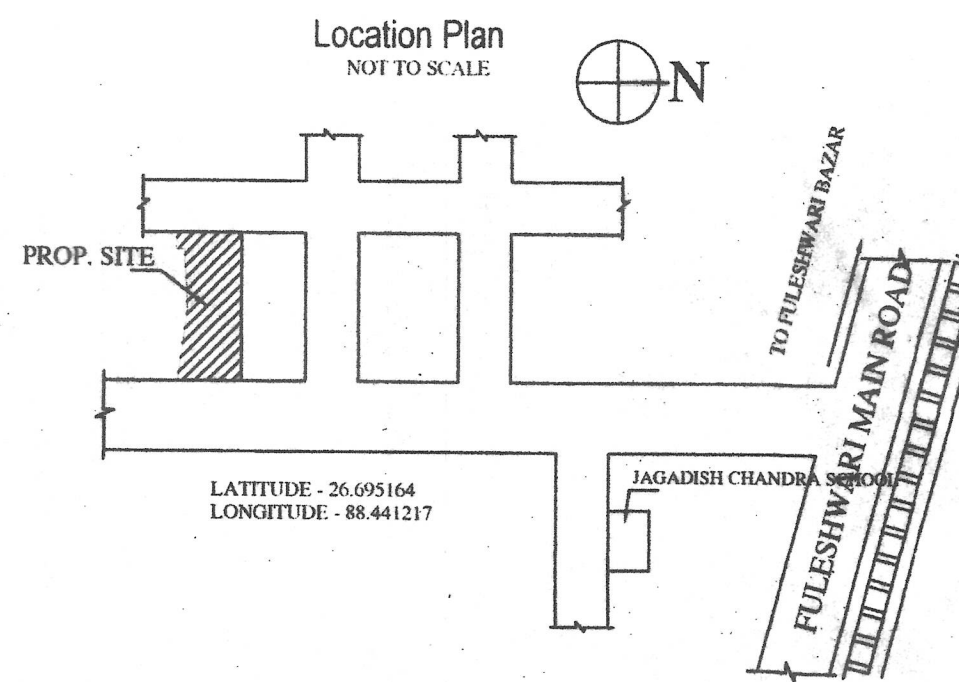 Location Plan
NOT TO SCALE
N
TO FULESHWARI BAZAR
PROP. SITE
FULESHWARI MAIN ROAD
JAGADISH CHANDRA SCHOOL
LATITUDE - 26.695164
LONGITUDE - 88.441217